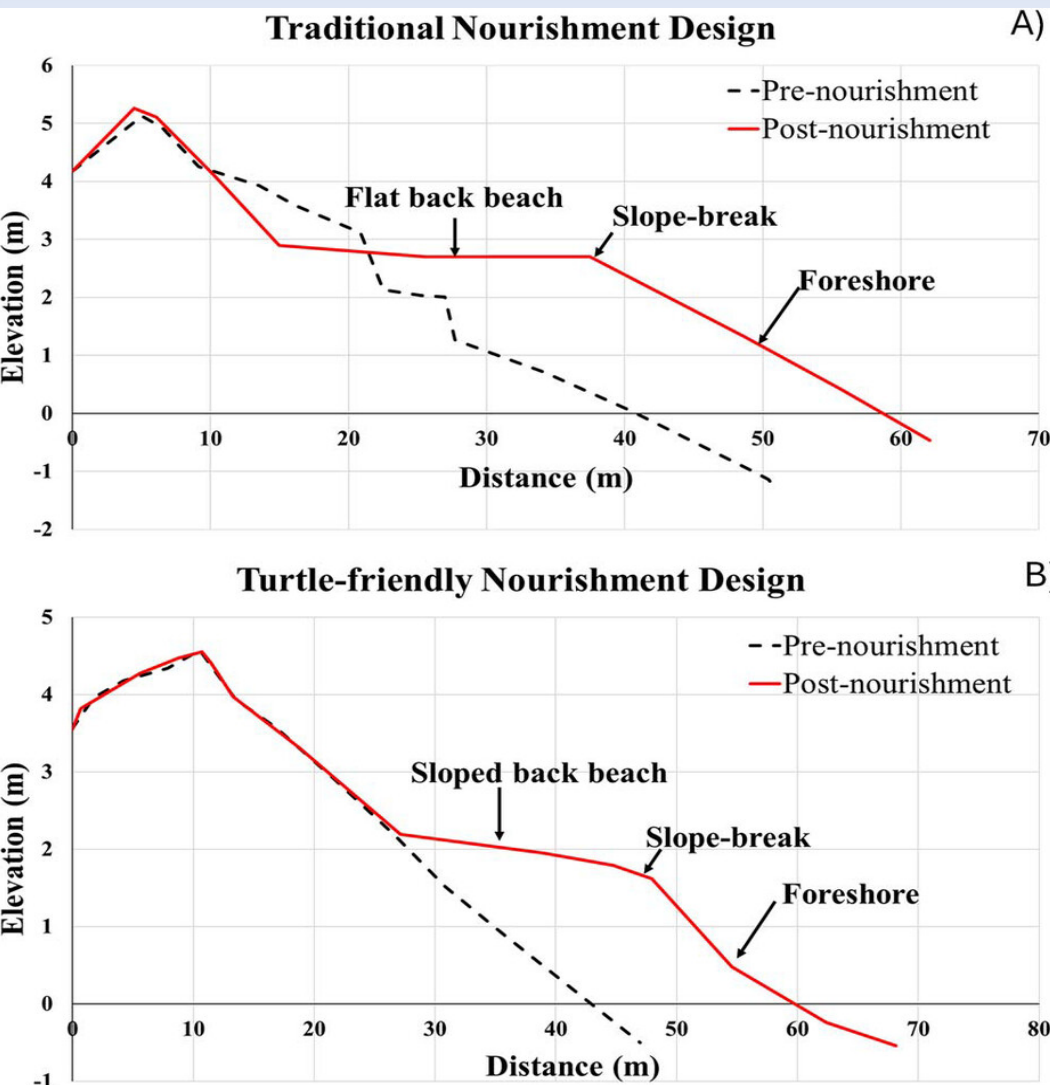 Traditional Nourishment Design
A)
6
Pre-nourishment
5
Post-nourishment
4
Flat back beach
Slope-break
3
Foreshore
2
1
0
0 10 20 30 40 50 60 70
-1
Distance (m)
-2
Elevation (m)
Turtle-friendly Nourishment Design
B)
5
Pre-nourishment
Post-nourishment
4
3
Sloped back beach
Slope-break
2
Foreshore
1
0
0 10 20 30 40 50 60 70 80
Distance (m)
-1
Elevation (m)